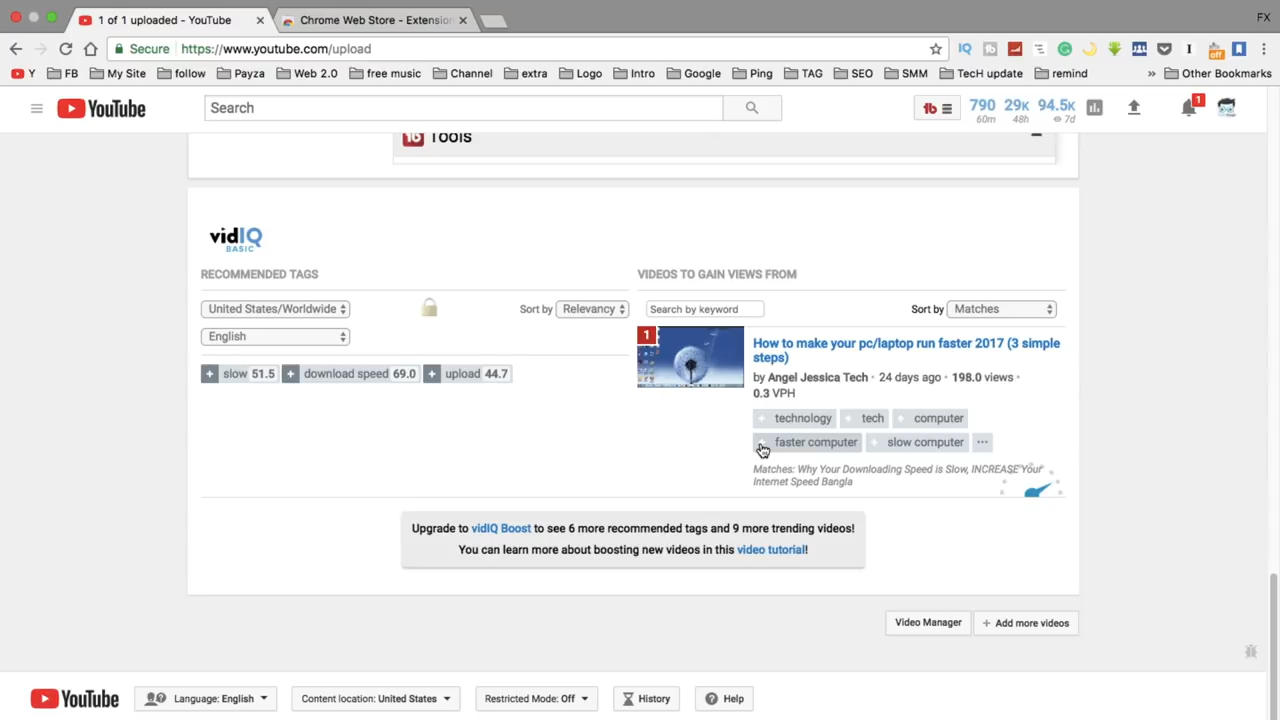 1 of 1 uploaded - YouTube
Chrome Web Store - Extension
FX
Secure https://www.youtube.com/upload
IQ
off
Y FB My Site follow Payza Web 2.0 free music Channel extra Logo Intro Google Ping TAG SEO SMM TecH update remind » Other Bookmarks
YouTube
Search
790 29K 94.5K
60m 48h 7d
1
Tools
vidIQ
BASIC
RECOMMENDED TAGS
VIDEOS TO GAIN VIEWS FROM
United States/Worldwide
Sort by Relevancy
Search by keyword
Sort by Matches
English
1
How to make your pc/laptop run faster 2017 (3 simple
steps)
+ slow 51.5 + download speed 69.0 + upload 44.7
by Angel Jessica Tech · 24 days ago · 198.0 views ·
0.3 VPH
+ technology + tech + computer
faster computer + slow computer ···
Matches: Why Your Downloading Speed is Slow, INCREASE Your
Internet Speed Bangla
Upgrade to vidIQ Boost to see 6 more recommended tags and 9 more trending videos!
You can learn more about boosting new videos in this video tutorial!
Video Manager
+ Add more videos
YouTube
Language: English
Content location: United States
Restricted Mode: Off
History
Help